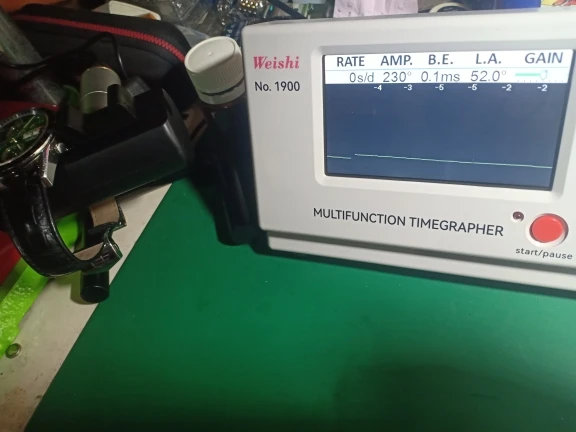 Weishi
No. 1900
RATE AMP. B.E. L.A. GAIN
0s/d 230° 0.1ms 52.0°
-4 -3 -5 -5 -2 -2
MULTIFUNCTION TIMEGRAPHER
start/pause